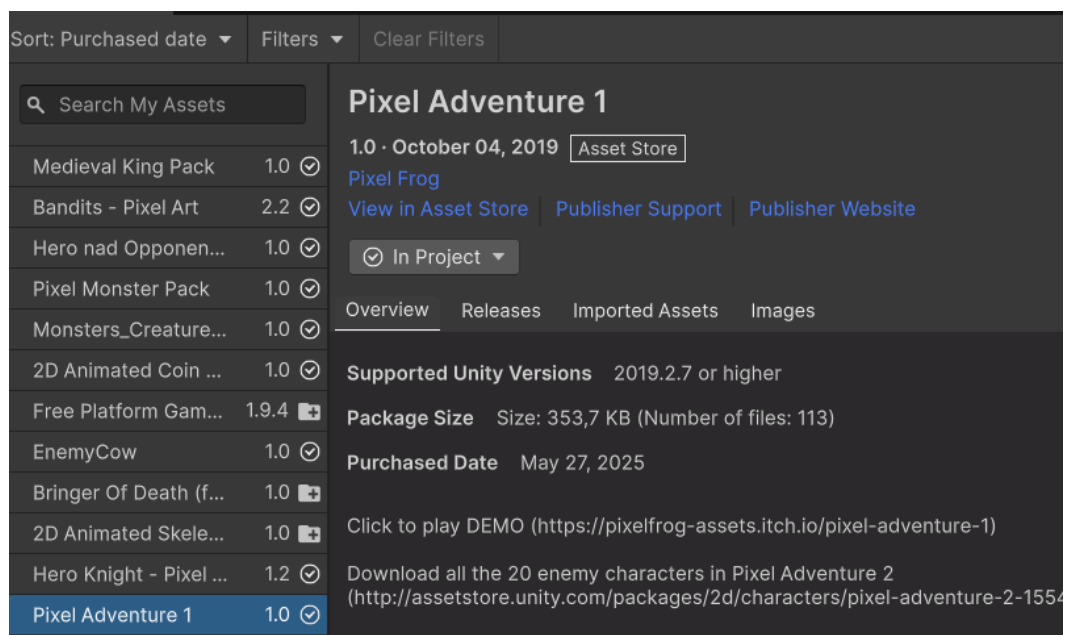 Sort: Purchased date Filters Clear Filters
Search My Assets
Medieval King Pack 1.0
Bandits - Pixel Art 2.2
Hero nad Opponen... 1.0
Pixel Monster Pack 1.0
Monsters_Creature... 1.0
2D Animated Coin ... 1.0
Free Platform Gam... 1.9.4
EnemyCow 1.0
Bringer Of Death (f... 1.0
2D Animated Skele... 1.0
Hero Knight - Pixel ... 1.2
Pixel Adventure 1 1.0
Pixel Adventure 1
1.0 · October 04, 2019 Asset Store
Pixel Frog
View in Asset Store Publisher Support Publisher Website
In Project
Overview Releases Imported Assets Images
Supported Unity Versions 2019.2.7 or higher
Package Size Size: 353,7 KB (Number of files: 113)
Purchased Date May 27, 2025
Click to play DEMO (https://pixelfrog-assets.itch.io/pixel-adventure-1)
Download all the 20 enemy characters in Pixel Adventure 2
(http://assetstore.unity.com/packages/2d/characters/pixel-adventure-2-1554